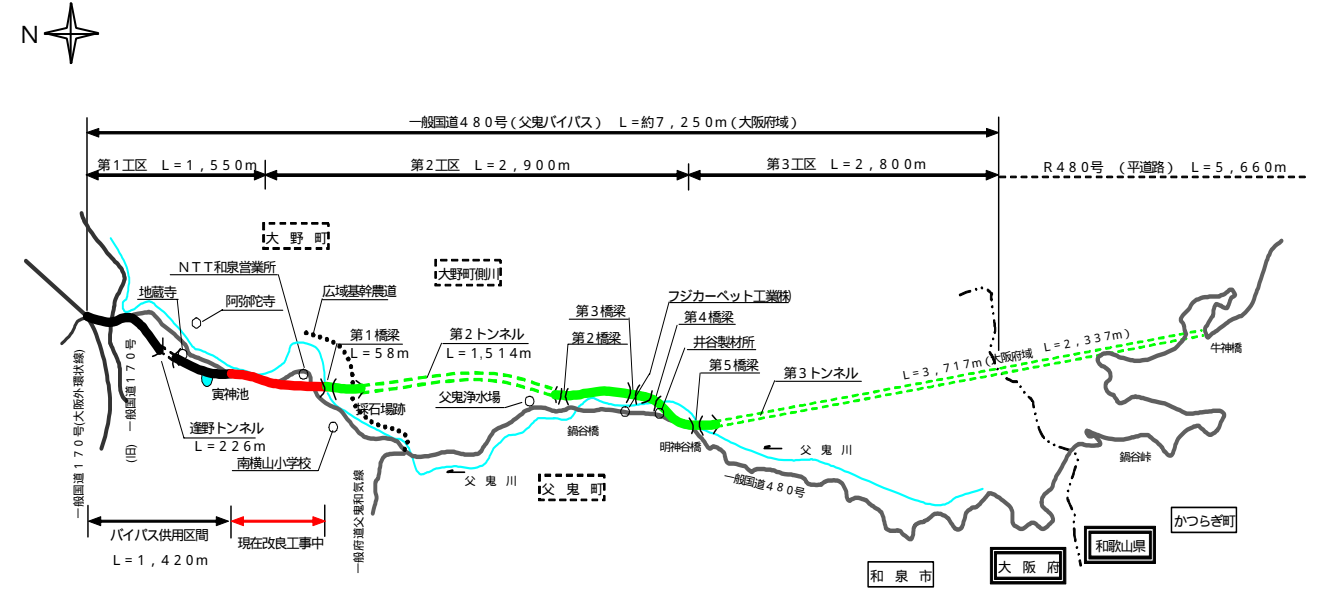 N
一般国道480号(父鬼バイパス) L=約7,250m(大阪府域)
第1工区 L=1,550m
第2工区 L=2,900m
第3工区 L=2,800m
R480号 (平道路) L=5,660m
大野町
NTT和泉営業所
大野町側川
地蔵寺
阿弥陀寺
広域基幹農道
第1橋梁
L=58m
第2トンネル
L=1,514m
第3橋梁
第2橋梁
フジカーペット工業㈱
第4橋梁
井谷製材所
第5橋梁
第3トンネル
L=3,717m(大阪府域 L=2,337m)
牛神橋
一般国道170号(大阪外環状線)
(旧) 一般国道170号
寅神池
採石場跡
父鬼浄水場
逢野トンネル
L=226m
南横山小学校
鍋谷橋
明神谷橋
父鬼川
鍋谷峠
父鬼川
一般国道480号
父鬼町
一般府道父鬼和気線
バイパス供用区間
L=1,420m
現在改良工事中
かつらぎ町
和歌山県
大阪府
和泉市